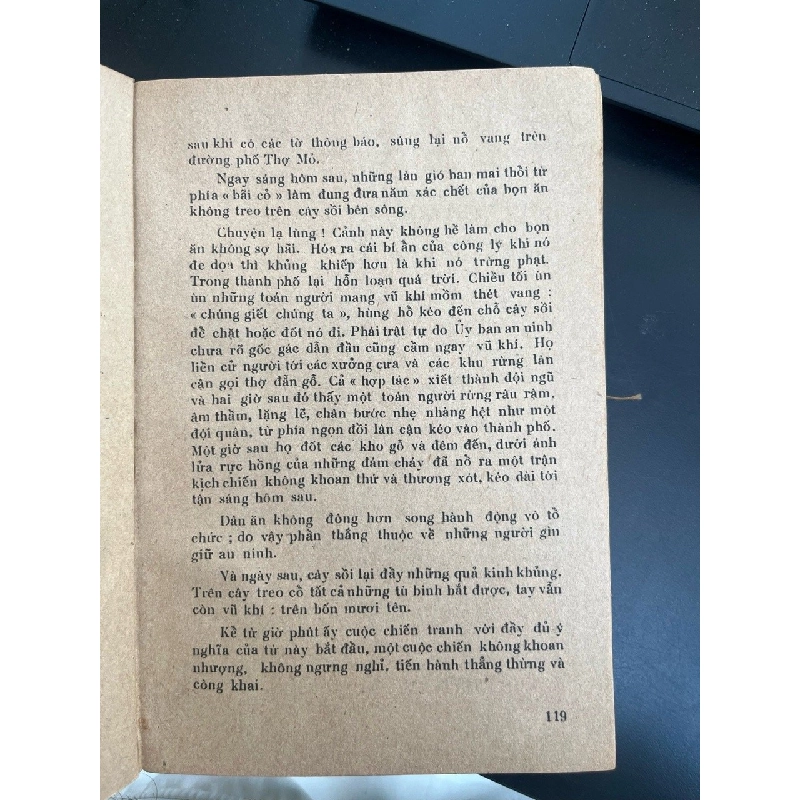 sau khi có các tờ thông báo, súng lại nổ vang trên
đường phố Thợ Mỏ.
Ngay sáng hôm sau, những làn gió ban mai thổi từ
phía « bãi cỏ » làm đung đưa năm xác chết của bọn ăn
không treo trên cây sồi bên sông.
Chuyện lạ lùng ! Cảnh này không hề làm cho bọn
ăn không sợ hãi. Hóa ra cái bí ẩn của công lý khi nó
đe dọa thì khủng khiếp hơn là khi nó trừng phạt.
Trong thành phố lại hỗn loạn quá trời. Chiều tối ùn
ùn những toán người mang vũ khí mồm thét vang :
« chúng giết chúng ta », hùng hổ kéo đến chỗ cây sồi
để chặt hoặc đốt nó đi. Phái trật tự do Ủy ban an ninh
chưa rõ gốc gác dẫn đầu cũng cầm ngay vũ khí. Họ
liền cử người tới các xưởng cưa và các khu rừng lân
cận gọi thợ đẵn gỗ. Cả « hợp tác » xiết thành đội ngũ
và hai giờ sau đó thấy một toán người rừng râu rậm,
âm thầm, lặng lẽ, chân bước nhẹ nhàng hệt như một
đội quân, từ phía ngọn đồi lân cận kéo vào thành phố.
Một giờ sau họ đốt các kho gỗ và đêm đến, dưới ánh
lửa rực hồng của những đám cháy đã nổ ra một trận
kịch chiến không khoan thứ và thương xót, kéo dài tới
tận sáng hôm sau.
Dân ăn không đông hơn song hành động vô tổ
chức ; do vậy phần thắng thuộc về những người gìn
giữ an ninh.
Và ngày sau, cây sồi lại đầy những quả kinh khủng.
Trên cây treo cổ tất cả những tù binh bắt được, tay vẫn
còn vũ khí : trên bốn mươi tên.
Kể từ giờ phút ấy cuộc chiến tranh với đầy đủ ý
nghĩa của từ này bắt đầu, một cuộc chiến không khoan
nhượng, không ngưng nghỉ, tiến hành thẳng thừng và
công khai.
119